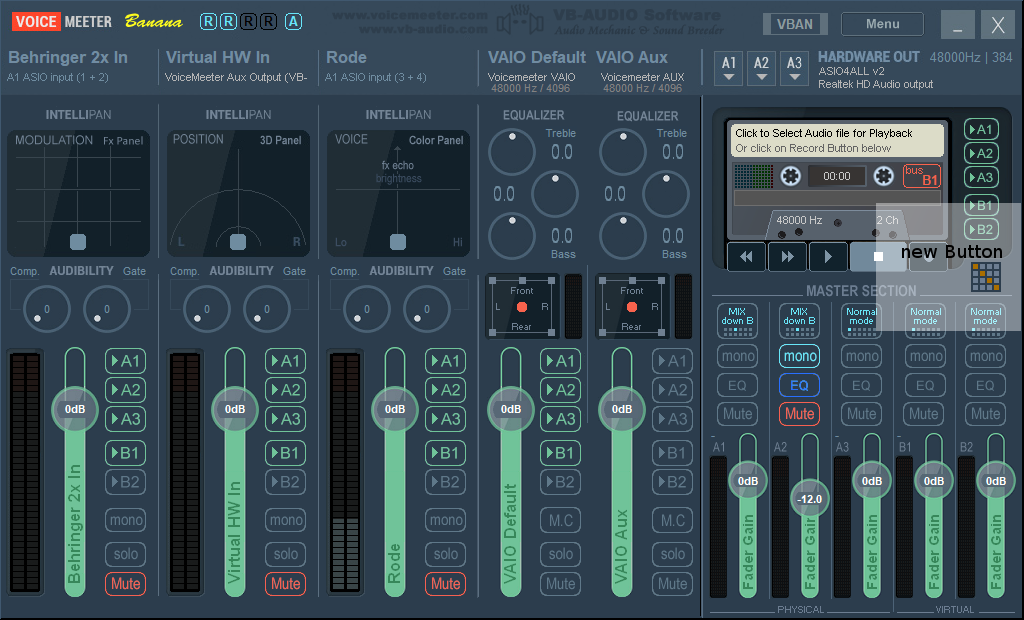 VOICE MEETER Banana R R R R A www.voicemeeter.com VB-AUDIO Software VBAN Menu _ X
www.vb-audio.com Audio Mechanic & Sound Breeder
Behringer 2x In Virtual HW In Rode VAIO Default VAIO Aux A1 A2 A3 HARDWARE OUT 48000Hz | 384
A1 ASIO input (1 + 2) VoiceMeeter Aux Output (VB- A1 ASIO input (3 + 4) Voicemeeter VAIO Voicemeeter AUX ASIO4ALL v2
48000 Hz / 4096 48000 Hz / 4096 Realtek HD Audio output
INTELLIPAN INTELLIPAN INTELLIPAN EQUALIZER EQUALIZER
MODULATION Fx Panel POSITION 3D Panel VOICE Color Panel Treble Treble Click to Select Audio file for Playback A1
fx echo 0.0 0.0 Or click on Record Button below A2
brightness bus B1 A3
0.0 0.0 00:00
B1
L R Lo Hi 0.0 0.0 48000 Hz 2 Ch B2
Bass Bass new Button
Comp. AUDIBILITY Gate Comp. AUDIBILITY Gate Comp. AUDIBILITY Gate
Front Front MASTER SECTION
0 0 0 0 0 0 L R L R MIX down B MIX down B Normal mode Normal mode Normal mode
Rear Rear
A1 A1 A1 A1 A1 mono mono mono mono mono
A2 A2 A2 A2 A2 EQ EQ EQ EQ EQ
0dB 0dB 0dB 0dB 0dB
A3 A3 A3 A3 A3 Mute Mute Mute Mute Mute
B1 B1 B1 B1 B1 A1 A2 A3 B1 B2
B2 B2 B2 B2 B2 0dB -12.0 0dB 0dB 0dB
mono mono mono M.C M.C
solo solo solo solo solo
Mute Mute Mute Mute Mute
Behringer 2x In Virtual HW In Rode VAIO Default VAIO Aux Fader Gain Fader Gain Fader Gain Fader Gain Fader Gain
PHYSICAL VIRTUAL